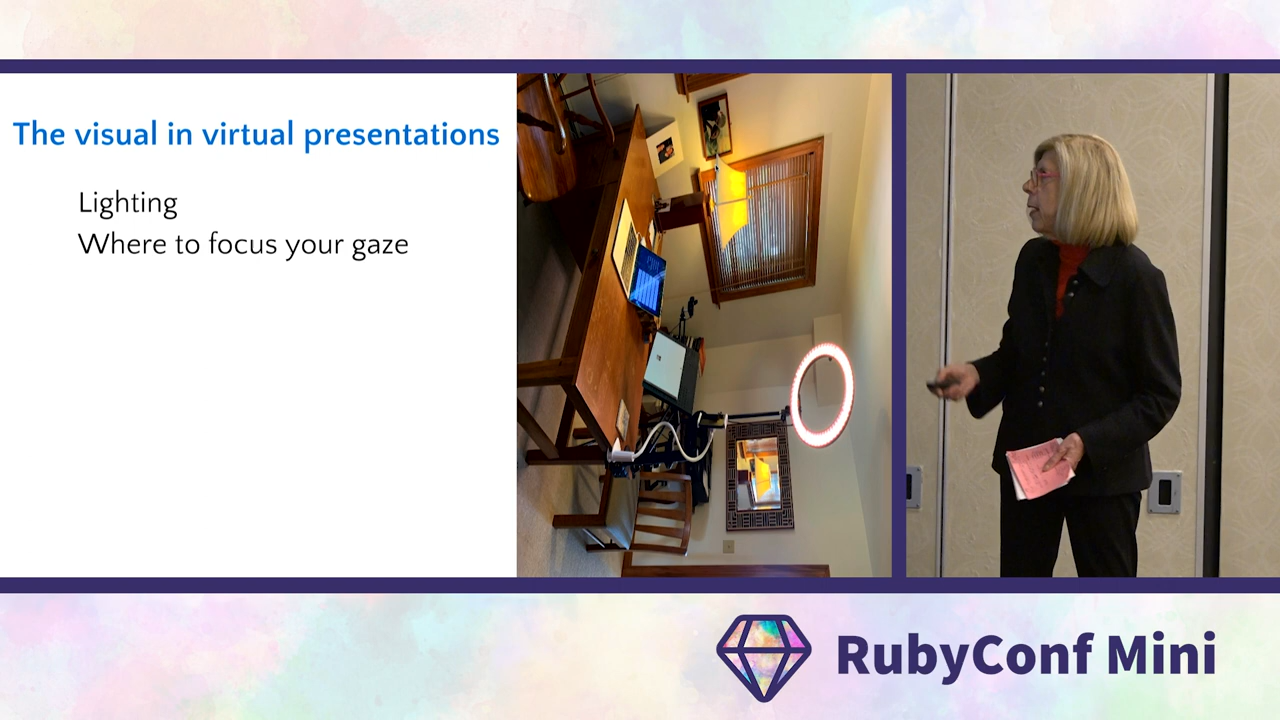 The visual in virtual presentations
Lighting
Where to focus your gaze
RubyConf Mini